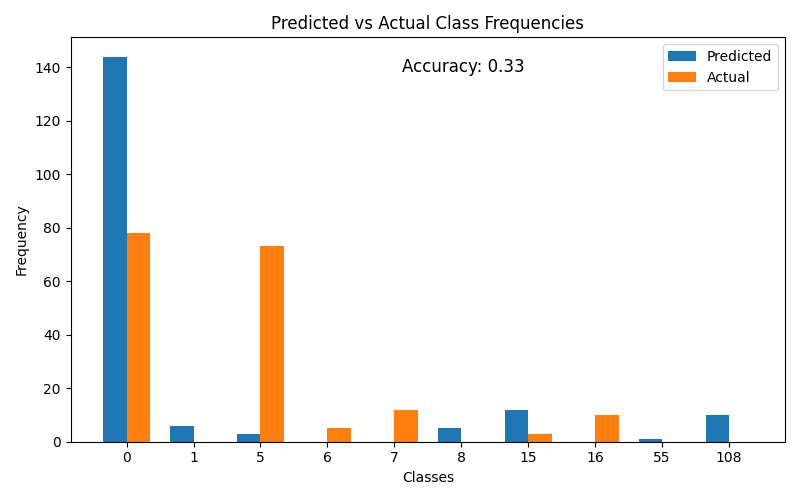 Predicted vs Actual Class Frequencies
Accuracy: 0.33
Predicted
Actual
Frequency
140
120
100
80
60
40
20
0
0 1 5 6 7 8 15 16 55 108
Classes